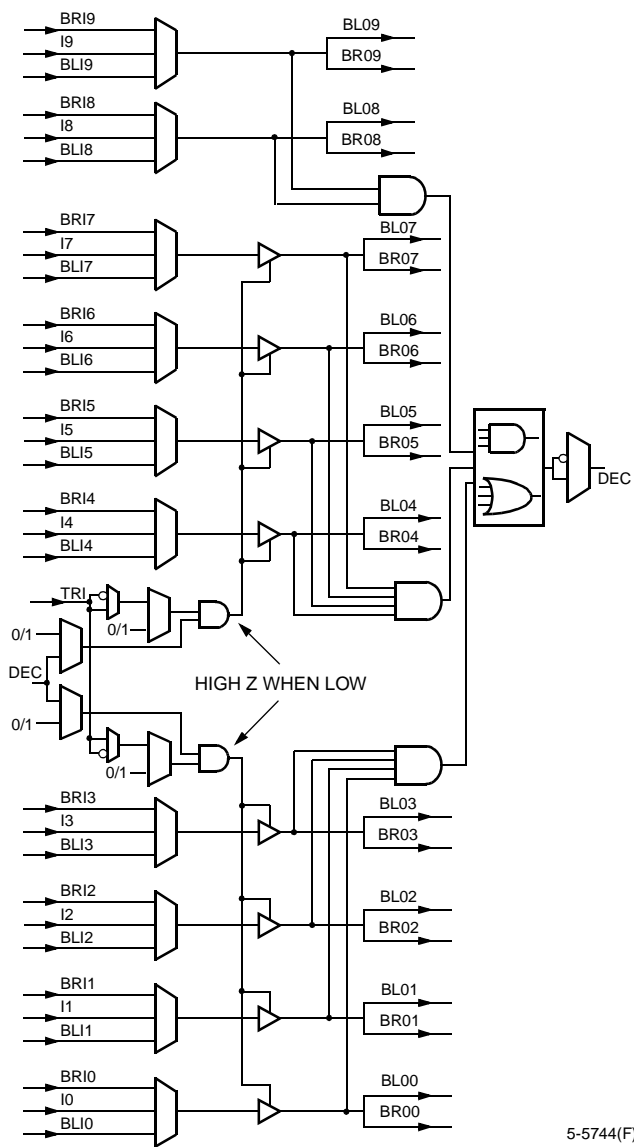 BRI9
I9
BLI9
BL09
BR09
BRI8
I8
BLI8
BL08
BR08
BRI7
I7
BLI7
BL07
BR07
BRI6
I6
BLI6
BL06
BR06
BRI5
I5
BLI5
BL05
BR05
DEC
BRI4
I4
BLI4
BL04
BR04
TRI
0/1
0/1
DEC
HIGH Z WHEN LOW
0/1
0/1
BRI3
I3
BLI3
BL03
BR03
BRI2
I2
BLI2
BL02
BR02
BRI1
I1
BLI1
BL01
BR01
BRI0
I0
BLI0
BL00
BR00
5-5744(F)